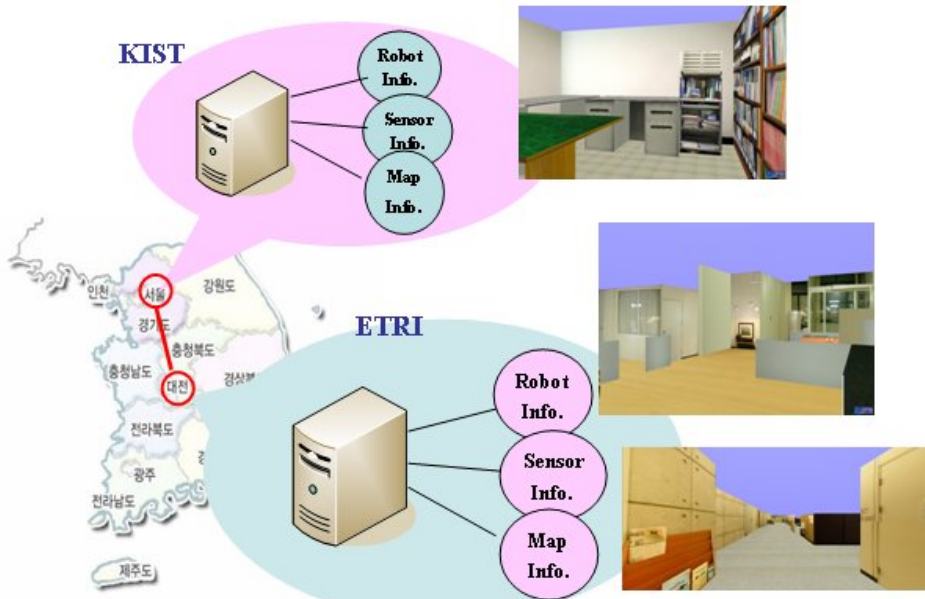 KIST
Robot
Info.
Sensor
Info.
Map
Info.
인천
서울
강원도
경기도
충청북도
충청남도
대전
경상북
전라북도
광주
경
전라남도
제주도
ETRI
Robot
Info.
Sensor
Info.
Map
Info.